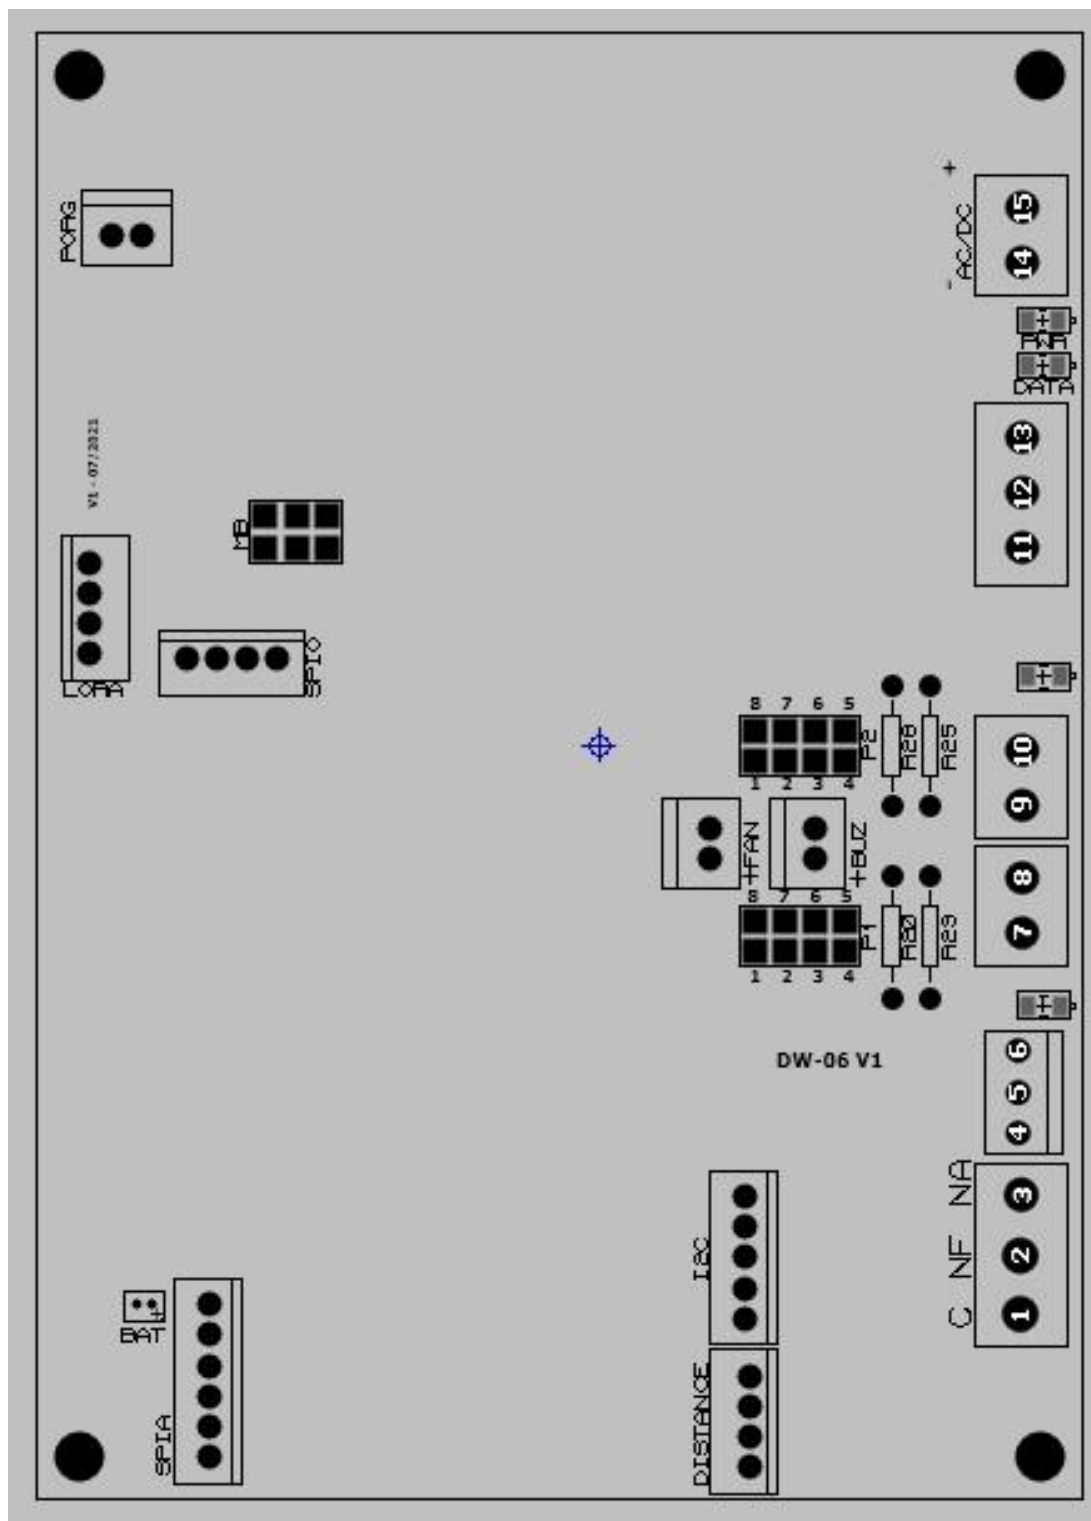 +
15
PORG
AC/DC
14
-
PWR
DATA
13
V1 - 07/2021
12
MB
11
SPIO
LORA
8 7 6 5
P2
R28
R25
10
1 2 3 4
9
+FAN
+BUZ
8
8 7 6 5
P1
R20
R29
7
1 2 3 4
6
DW-06 V1
5
4
NA
3
I2C
NF
2
C
1
+
BAT
DISTANCE
SPIA